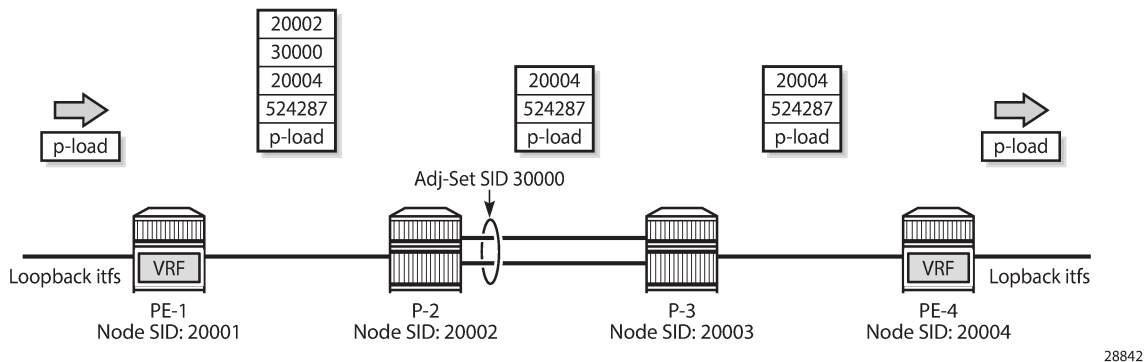 20002
30000
20004
524287
p-load
20004
524287
p-load
20004
524287
p-load
p-load
p-load
Adj-Set SID 30000
VRF
VRF
Loopback itfs
Lopback itfs
PE-1
Node SID: 20001
P-2
Node SID: 20002
P-3
Node SID: 20003
PE-4
Node SID: 20004
28842